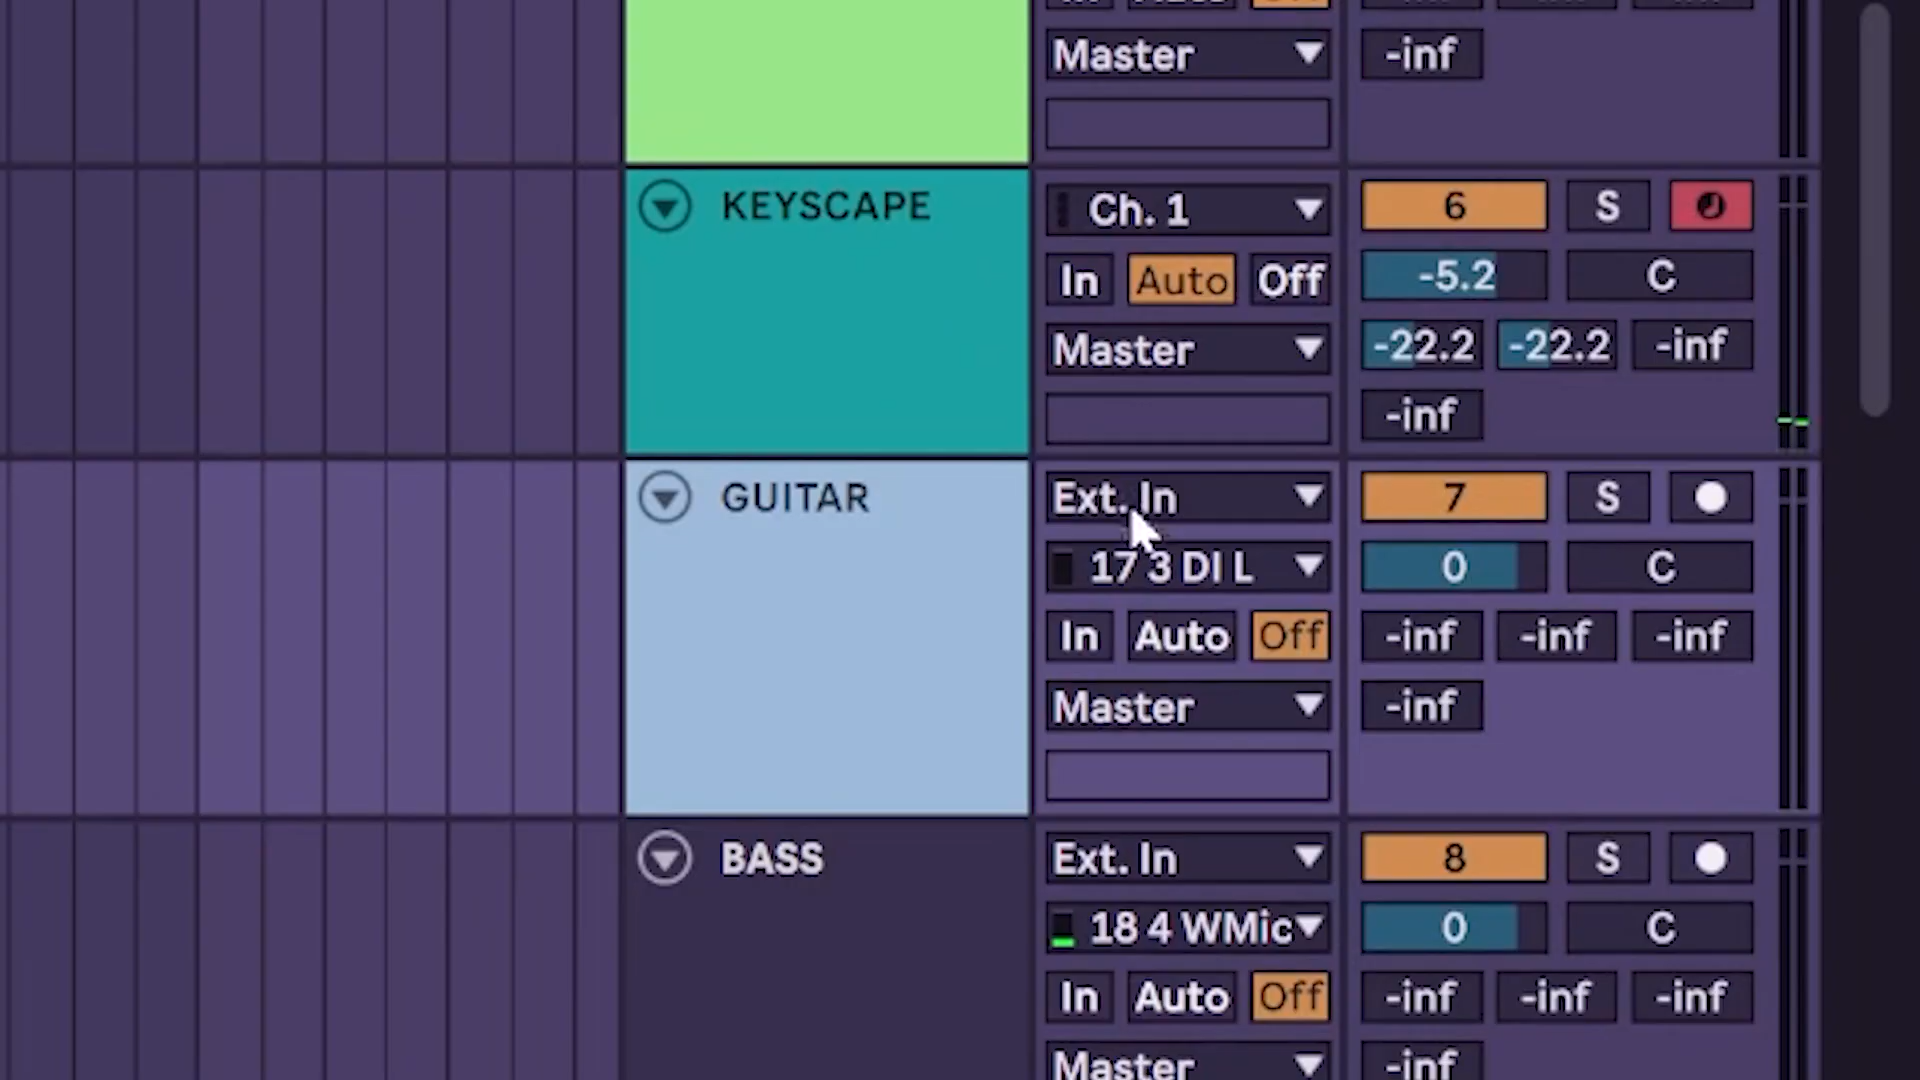 Master -inf
KEYSCAPE Ch. 1 6 S
In Auto Off -5.2 C
Master -22.2 -22.2 -inf
-inf
GUITAR Ext. In 7 S
17 3 DI L 0 C
In Auto Off -inf -inf -inf
Master -inf
BASS Ext. In 8 S
18 4 WMic 0 C
In Auto Off -inf -inf -inf
Master -inf